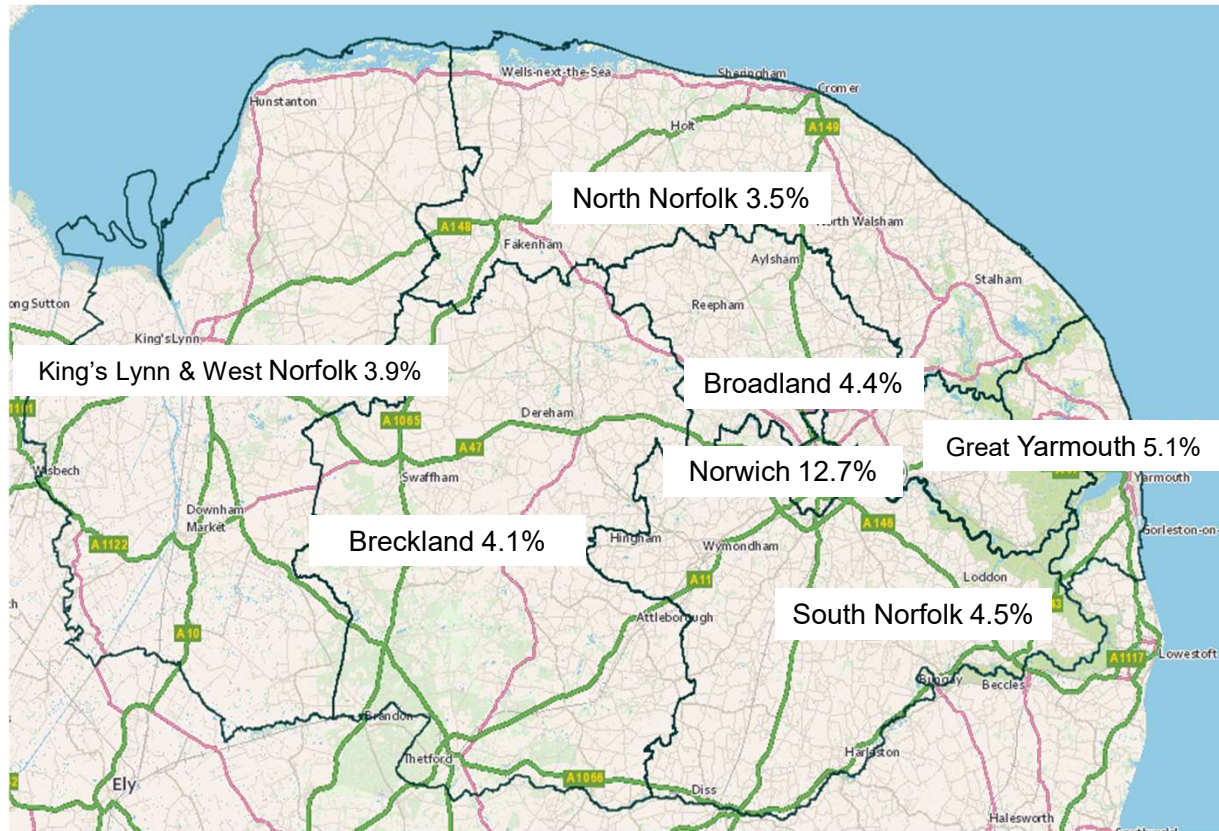 Wells-next-the-Sea
Sheringham
Cromer
Hunstanton
Holt
A149
North Norfolk 3.5%
North Walsham
A148
Fakenham
Aylsham
Stalham
ong Sutton
Reepham
King's Lynn
King's Lynn & West Norfolk 3.9%
Broadland 4.4%
A1101
A1065
Dereham
A47
Great Yarmouth 5.1%
Wisbech
Swaffham
Norwich 12.7%
Yarmouth
Downham
Market
A146
Gorleston-on-
A1122
Breckland 4.1%
Hingham
Wymondham
A11
Loddon
South Norfolk 4.5%
A10
Attleborough
A1117
Lowestoft
Bungay
Beccles
Brandon
Thetford
Harleston
Ely
A1066
Diss
Halesworth